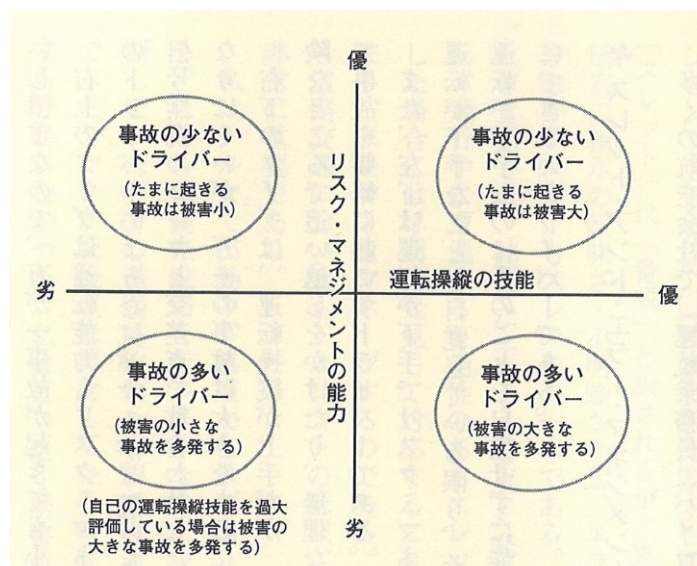 優
事故の少ない
ドライバー
(たまに起きる
事故は被害小)
事故の少ない
ドライバー
(たまに起きる
事故は被害大)
リスク・マネジメントの能力
運転操縦の技能
劣
優
事故の多い
ドライバー
(被害の小さな
事故を多発する)
事故の多い
ドライバー
(被害の大きな
事故を多発する)
(自己の運転操縦技能を過大
評価している場合は被害の
大きな事故を多発する)
劣